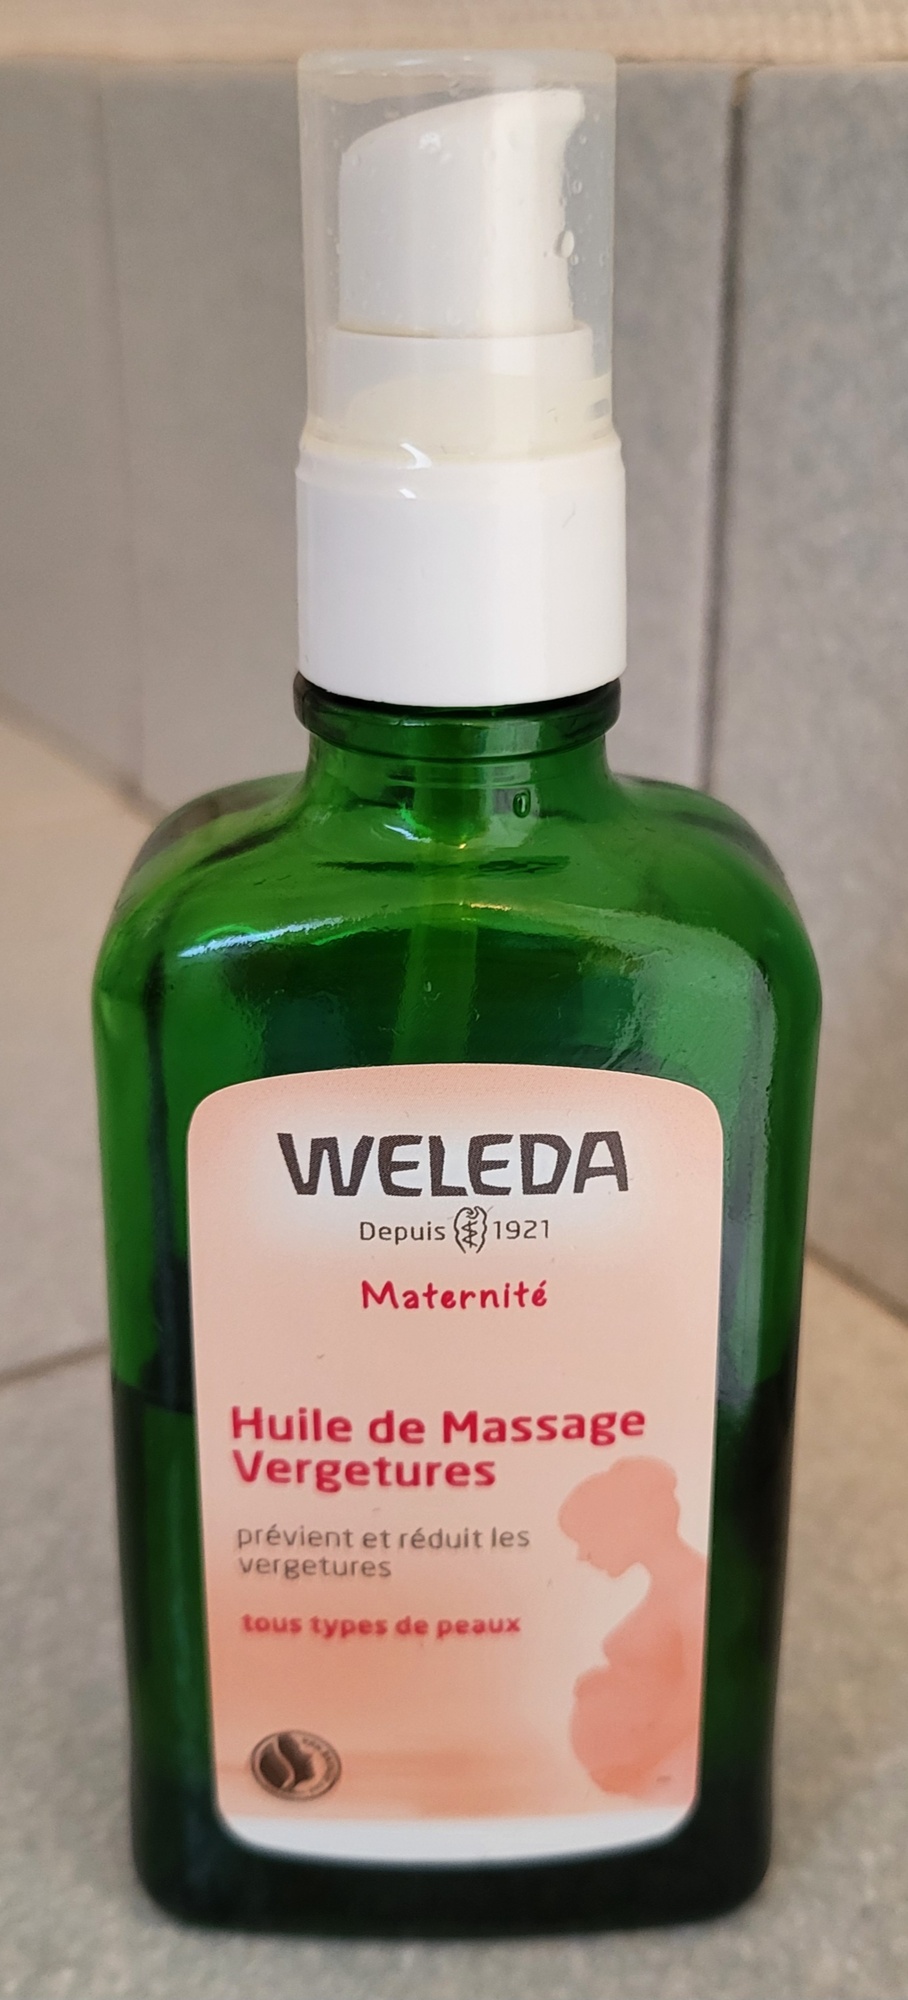 WELEDA
Depuis 1921
Maternité
Huile de Massage
Vergetures
prévient et réduit les
vergetures
tous types de peaux